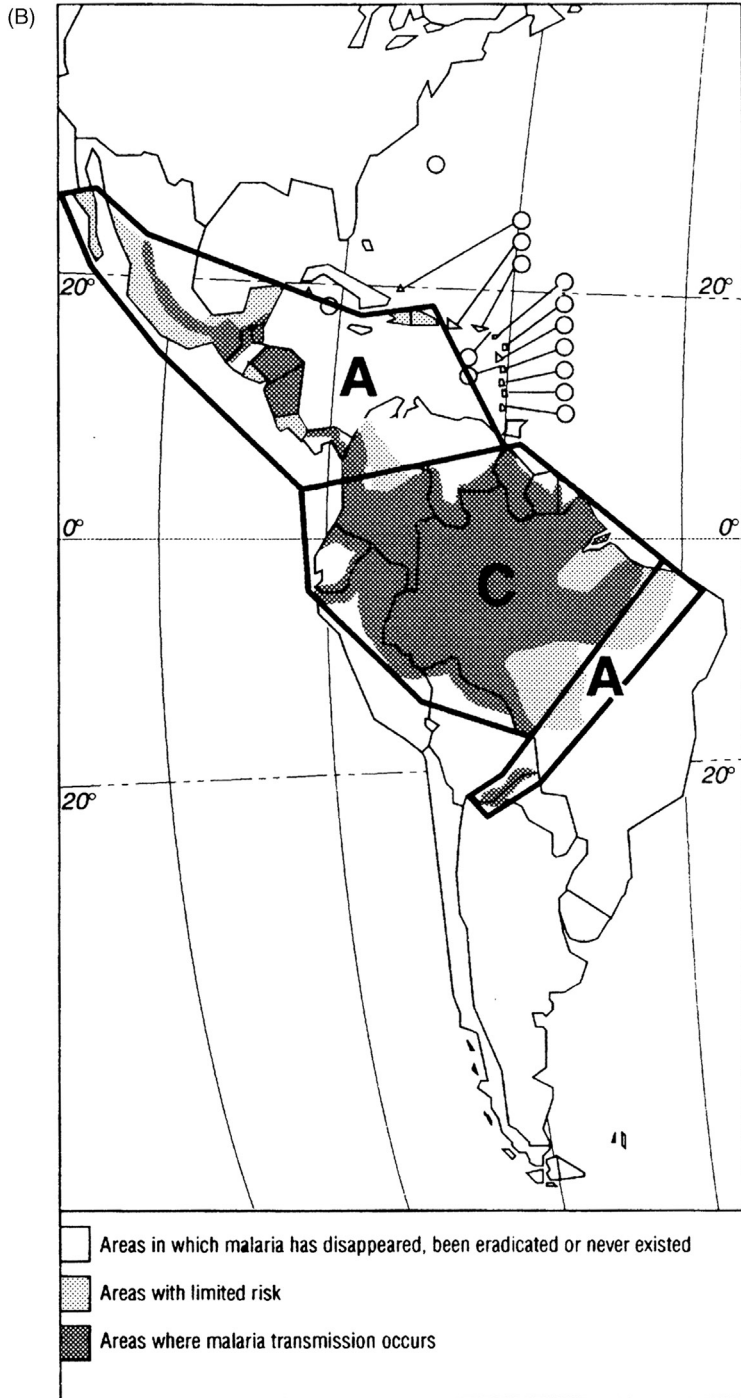 (B)
20°
20°
A
0°
0°
C
A
20°
20°
Areas in which malaria has disappeared, been eradicated or never existed
Areas with limited risk
Areas where malaria transmission occurs